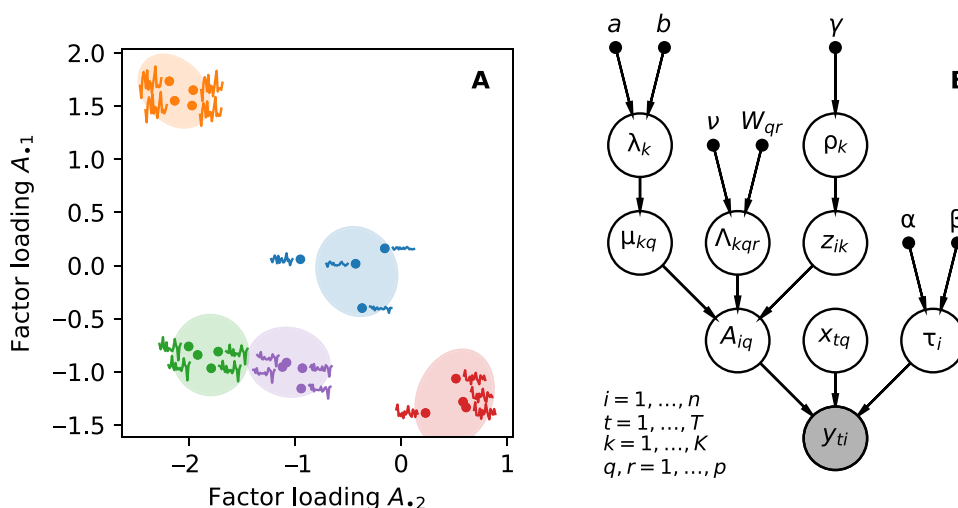 A
2.0
1.5
1.0
0.5
0.0
−0.5
−1.0
−1.5
−2
−1
0
1
Factor loading A•1
Factor loading A•2
a b γ
λk ν Wqr ρk
μkq Λkqr zik α β
Aiq xtq τi
i = 1, ..., n
t = 1, ..., T
k = 1, ..., K
q, r = 1, ..., p
yti